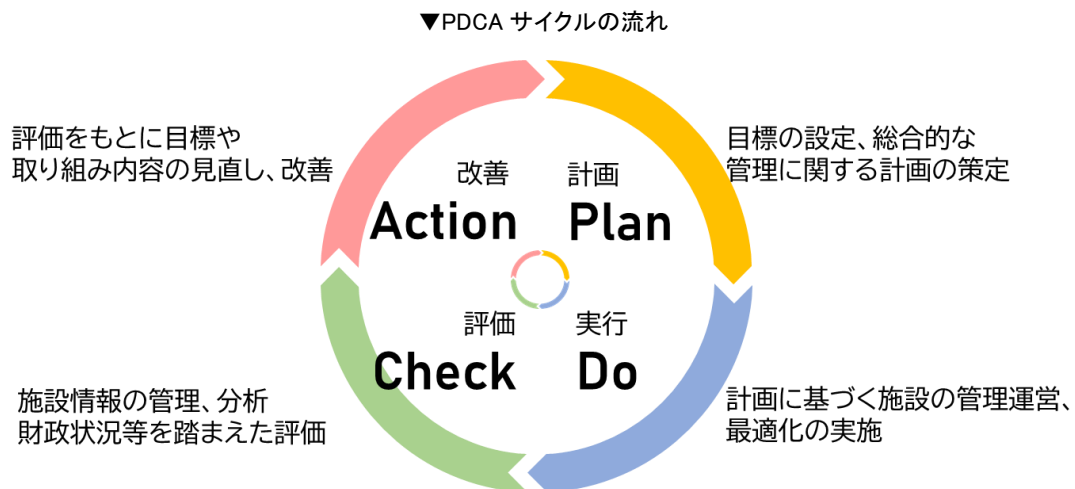 ▼PDCA サイクルの流れ
評価をもとに目標や
取り組み内容の見直し、改善
改善
Action
計画
Plan
目標の設定、総合的な
管理に関する計画の策定
施設情報の管理、分析
財政状況等を踏まえた評価
評価
Check
実行
Do
計画に基づく施設の管理運営、
最適化の実施